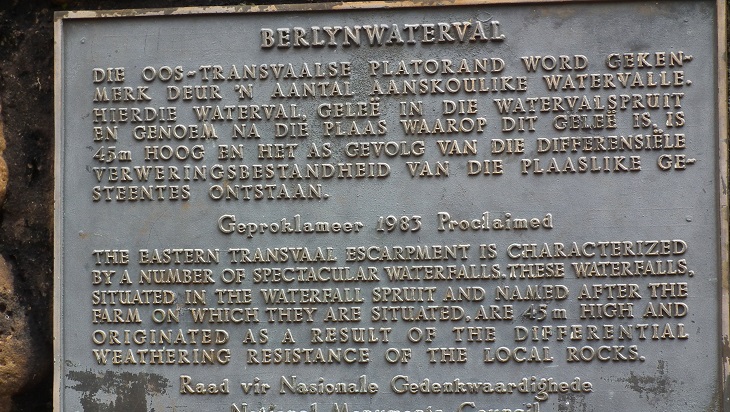 BERLYNWATERVAL
DIE OOS-TRANSVAALSE PLATORAND WORD GEKEN-
MERK DEUR 'N AANTAL AANSKOULIKE WATERVALLE.
HIERDIE WATERVAL, GELEË IN DIE WATERVALSPRUIT
EN GENOEM NA DIE PLAAS WAAROP DIT GELEË IS, IS
45m HOOG EN HET AS GEVOLG VAN DIE DIFFERENSIËLE
VERWERINGSBESTANDHEID VAN DIE PLAASLIKE GE-
STEENTES ONTSTAAN.
Geproklameer 1983 Proclaimed
THE EASTERN TRANSVAAL ESCARPMENT IS CHARACTERIZED
BY A NUMBER OF SPECTACULAR WATERFALLS. THESE WATERFALLS,
SITUATED IN THE WATERFALL SPRUIT AND NAMED AFTER THE
FARM ON WHICH THEY ARE SITUATED, ARE 45m HIGH AND
ORIGINATED AS A RESULT OF THE DIFFERENTIAL
WEATHERING RESISTANCE OF THE LOCAL ROCKS.
Raad vir Nasionale Gedenkwaardighede
National Monuments Council